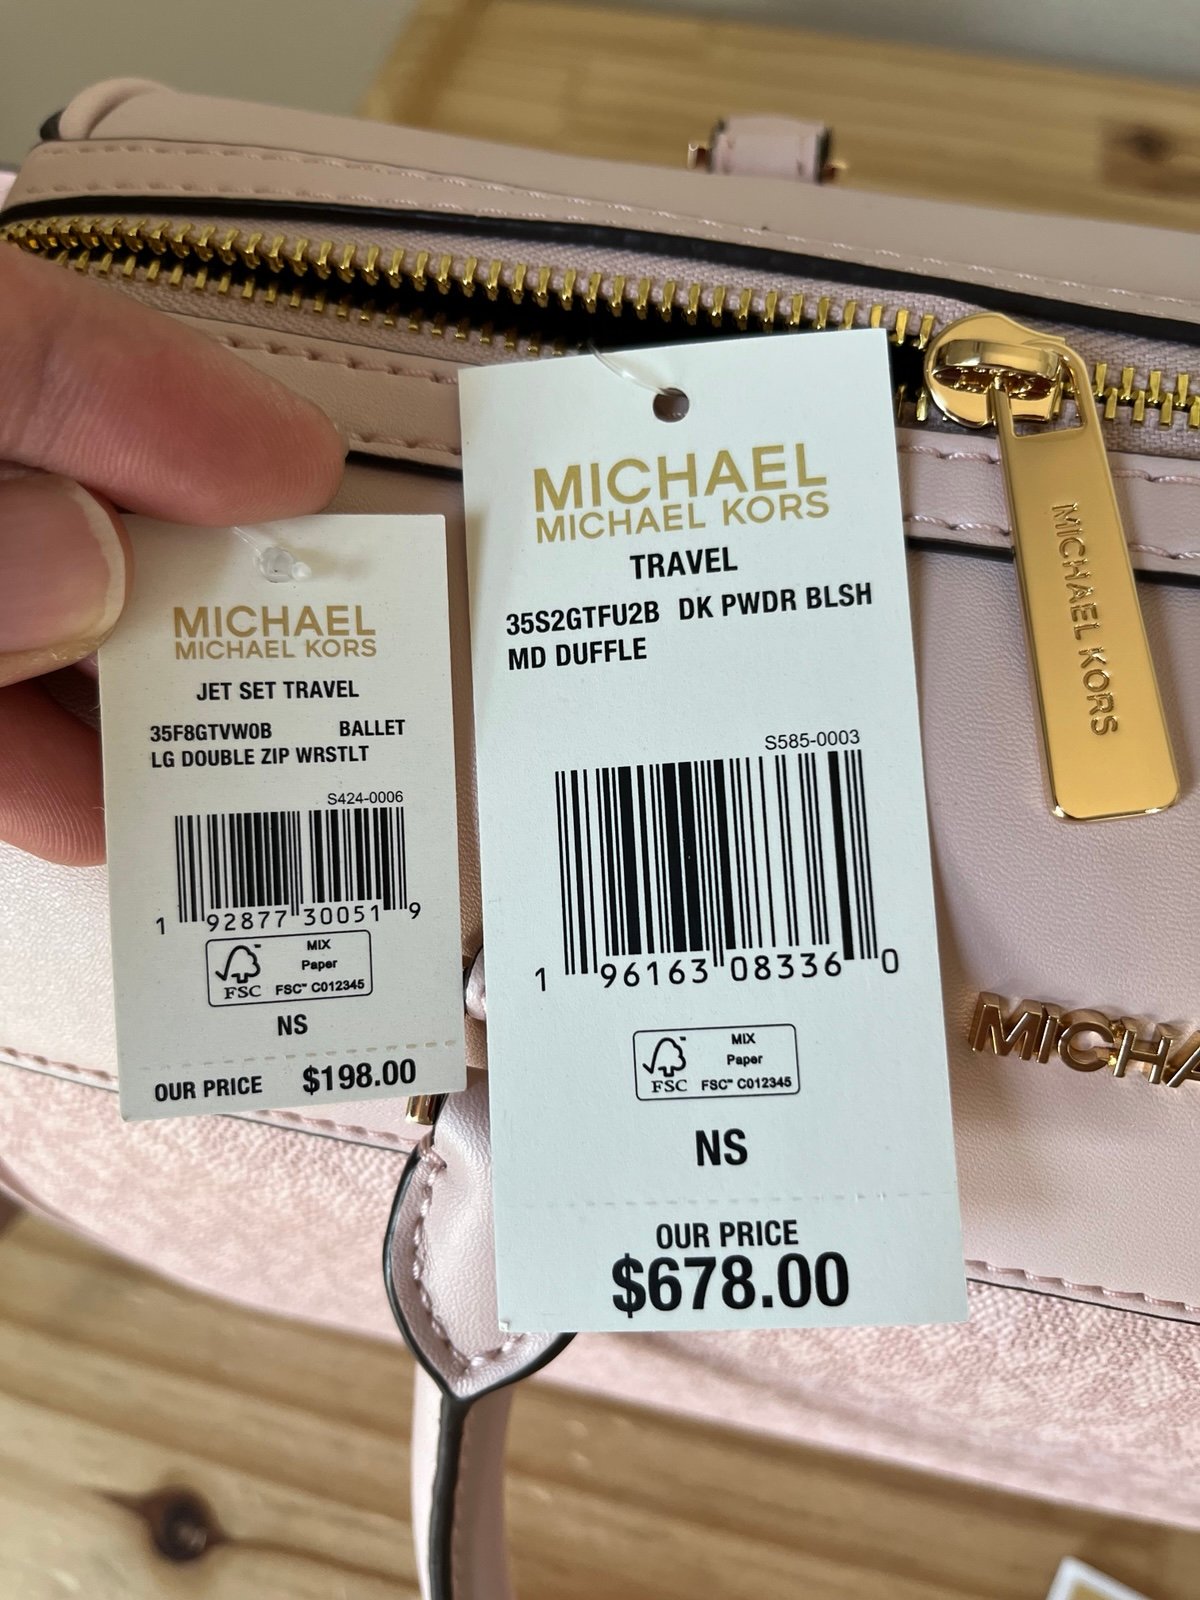 MICHAEL
MICHAEL KORS
JET SET TRAVEL
35F8GTVW0B BALLET
LG DOUBLE ZIP WRSTLT
S424-0006
1 92877 30051 9
FSC™
MIX
Paper
FSC™ C012345
NS
OUR PRICE $198.00
MICHAEL
MICHAEL KORS
TRAVEL
35S2GTFU2B DK PWDR BLSH
MD DUFFLE
S585-0003
1 96163 08336 0
FSC™
MIX
Paper
FSC™ C012345
NS
OUR PRICE
$678.00
MICHAEL KORS
MICHA